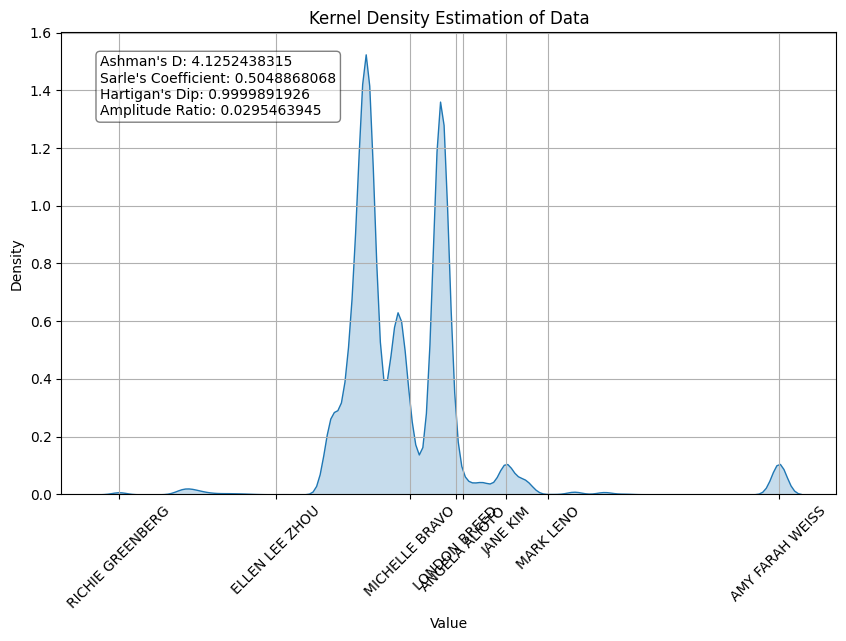 Kernel Density Estimation of Data
Ashman's D: 4.1252438315
Sarle's Coefficient: 0.5048868068
Hartigan's Dip: 0.9999891926
Amplitude Ratio: 0.0295463945
1.6
1.4
1.2
1.0
0.8
0.6
0.4
0.2
0.0
Density
RICHIE GREENBERG
ELLEN LEE ZHOU
MICHELLE BRAVO
LONDON BREED
ANGELA ALIOTO
JANE KIM
MARK LENO
AMY FARAH WEISS
Value